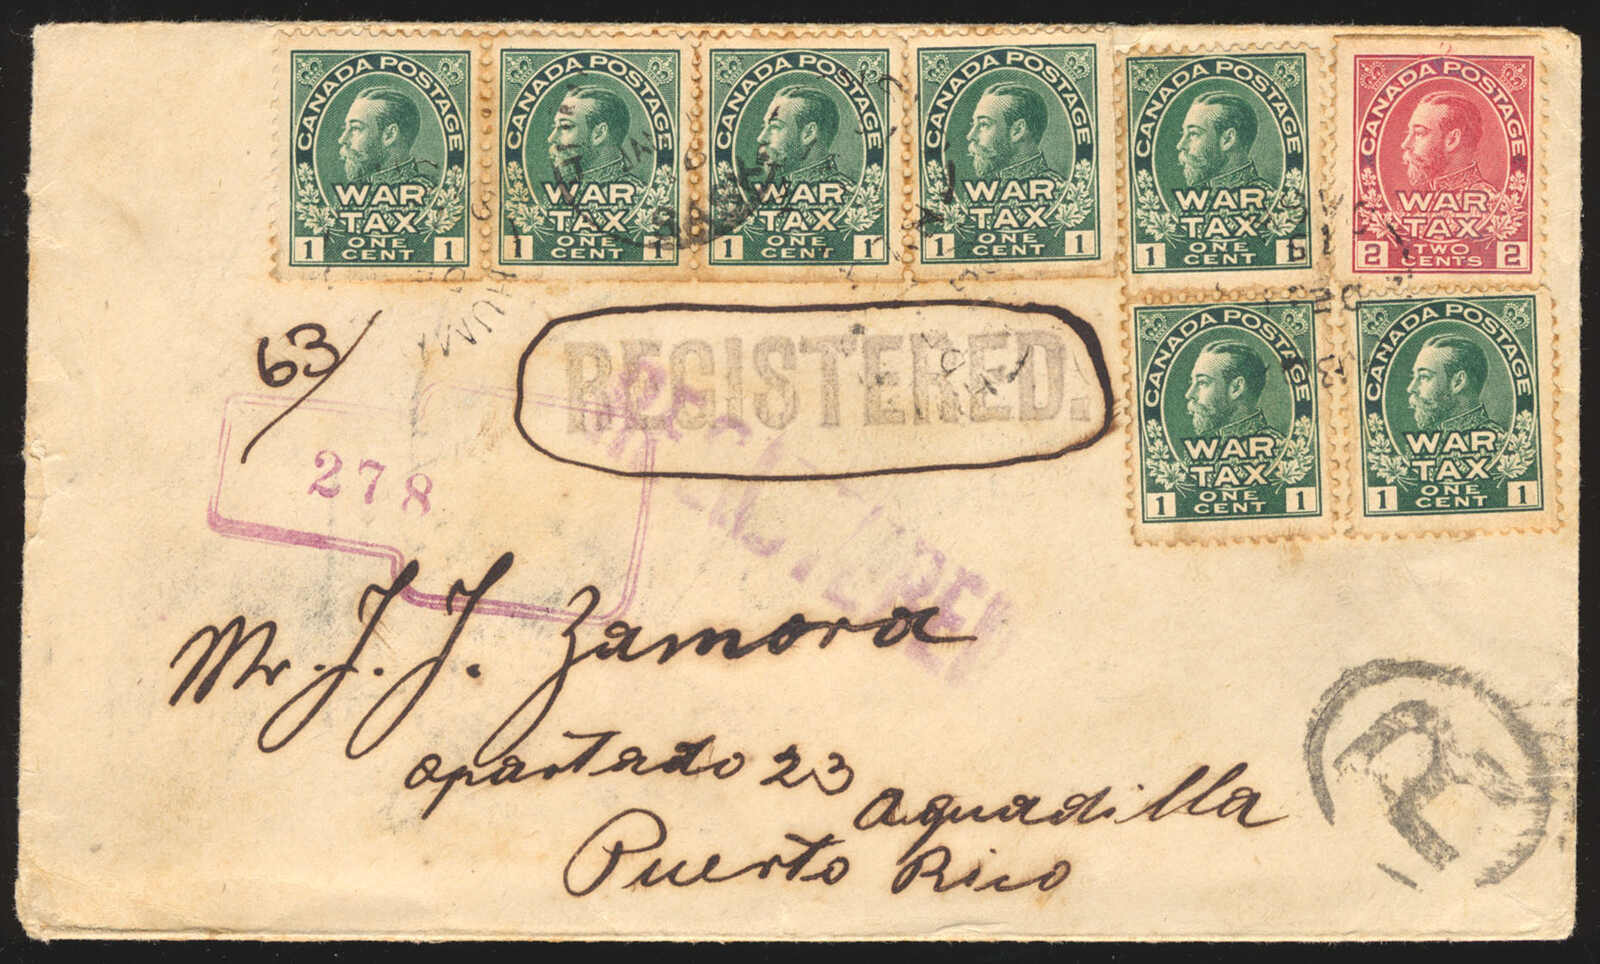 CANADA POSTAGE WAR TAX 1 ONE CENT 1
CANADA POSTAGE WAR TAX 1 ONE CENT 1
CANADA POSTAGE WAR TAX 1 ONE CENT 1
CANADA POSTAGE WAR TAX 1 ONE CENT 1
CANADA POSTAGE WAR TAX 1 ONE CENT 1
CANADA POSTAGE WAR TAX 2 TWO CENTS 2
CANADA POSTAGE WAR TAX 1 ONE CENT 1
CANADA POSTAGE WAR TAX 1 ONE CENT 1
63/
REGISTERED.
278
REGISTERED
Mr. J. J. Zamora
apartado 23
aguadilla
Puerto Rico
R